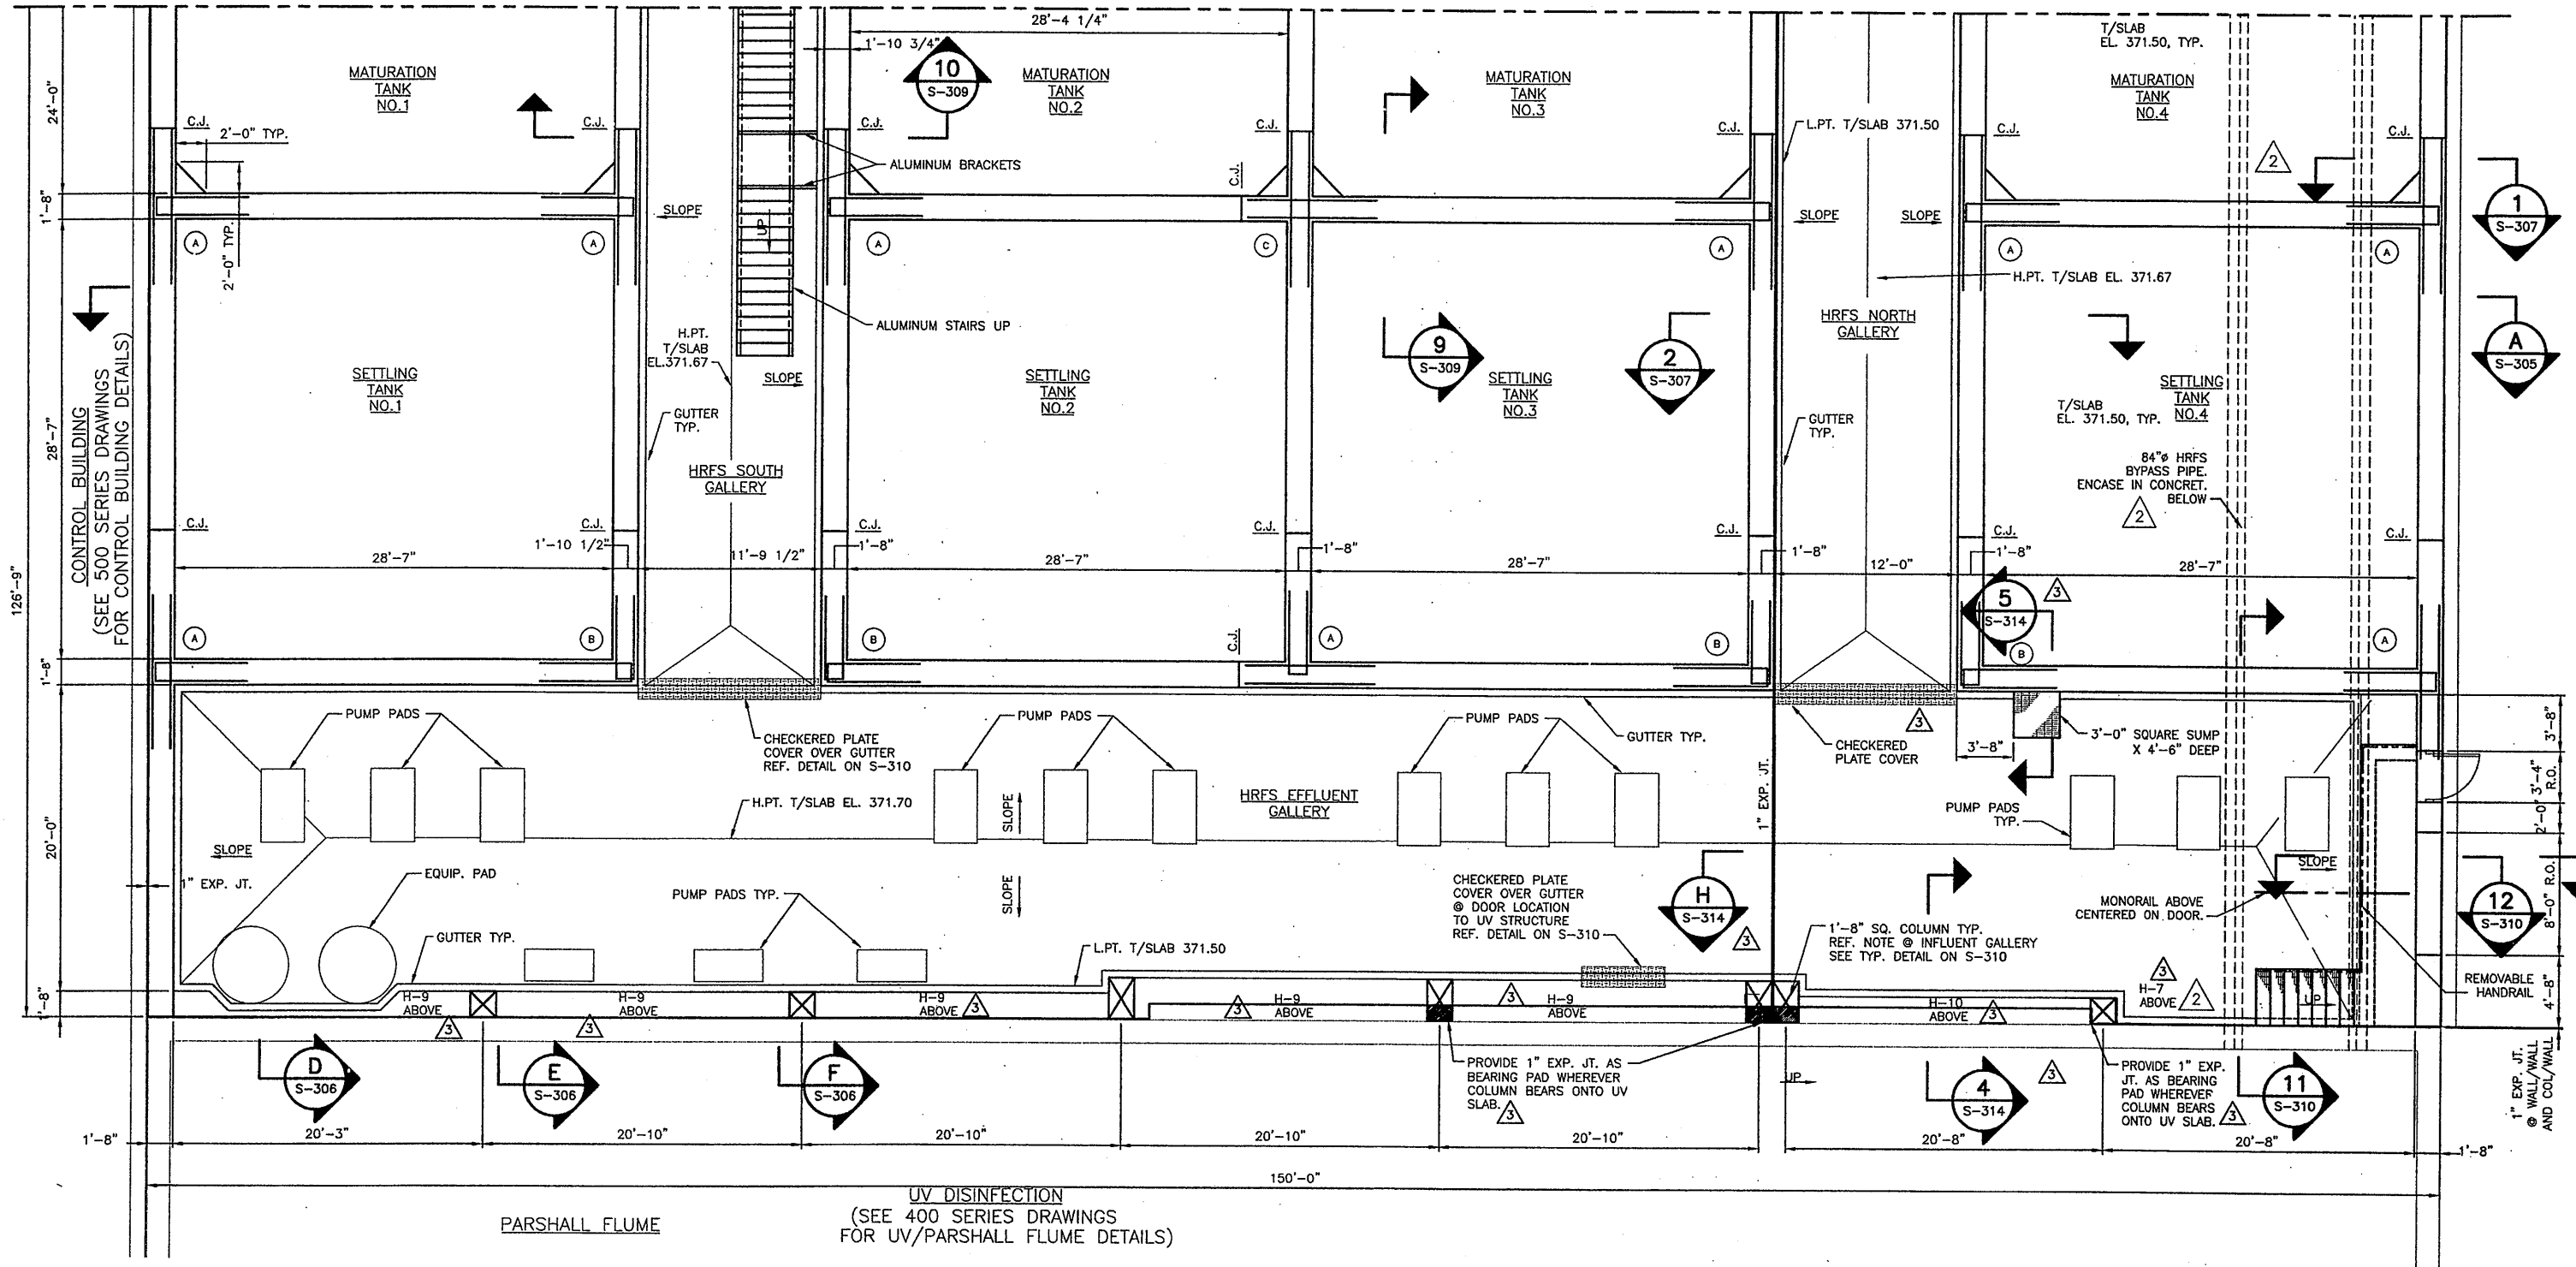 28'-4 1/4"
T/SLAB
EL. 371.50, TYP.
1'-10 3/4"
10
S-309
MATURATION
TANK
NO.1
MATURATION
TANK
NO.2
MATURATION
TANK
NO.3
MATURATION
TANK
NO.4
24'-0"
C.J.
2'-0" TYP.
C.J.
C.J.
C.J.
C.J.
L.PT. T/SLAB 371.50
C.J.
C.J.
2
ALUMINUM BRACKETS
C.J.
1'-8"
SLOPE
UP
SLOPE
SLOPE
1
S-307
2'-0" TYP.
A
A
A
C
A
A
A
H.PT. T/SLAB EL. 371.67
CONTROL BUILDING
(SEE 500 SERIES DRAWINGS
FOR CONTROL BUILDING DETAILS)
ALUMINUM STAIRS UP
H.PT.
T/SLAB
EL.371.67
SLOPE
HRFS NORTH
GALLERY
9
S-309
2
S-307
A
S-305
SETTLING
TANK
NO.1
SETTLING
TANK
NO.2
SETTLING
TANK
NO.3
SETTLING
TANK
NO.4
T/SLAB
EL. 371.50, TYP.
28'-7"
GUTTER
TYP.
GUTTER
TYP.
HRFS SOUTH
GALLERY
84"ø HRFS
BYPASS PIPE.
ENCASE IN CONCRET.
BELOW
2
C.J.
C.J.
C.J.
C.J.
C.J.
C.J.
C.J.
28'-7"
1'-10 1/2"
11'-9 1/2"
1'-8"
28'-7"
1'-8"
28'-7"
1'-8"
12'-0"
1'-8"
28'-7"
126'-9"
5
S-314
3
A
B
B
C.J.
A
B
B
A
1'-8"
PUMP PADS
PUMP PADS
PUMP PADS
CHECKERED PLATE
COVER OVER GUTTER
REF. DETAIL ON S-310
GUTTER TYP.
3
CHECKERED
PLATE COVER
3'-8"
3'-0" SQUARE SUMP
X 4'-6" DEEP
3'-8"
1" EXP. JT.
3'-4"
R.O.
H.PT. T/SLAB EL. 371.70
SLOPE
HRFS EFFLUENT
GALLERY
PUMP PADS
TYP.
2'-0"
20'-0"
SLOPE
SLOPE
1" EXP. JT.
EQUIP. PAD
PUMP PADS TYP.
SLOPE
CHECKERED PLATE
COVER OVER GUTTER
@ DOOR LOCATION
TO UV STRUCTURE
REF. DETAIL ON S-310
H
S-314
3
MONORAIL ABOVE
CENTERED ON DOOR.
8'-0" R.O.
12
S-310
GUTTER TYP.
L.PT. T/SLAB 371.50
1'-8" SQ. COLUMN TYP.
REF. NOTE @ INFLUENT GALLERY
SEE TYP. DETAIL ON S-310
REMOVABLE
HANDRAIL
4'-8"
1'-8"
H-9
ABOVE
3
H-9
ABOVE
3
H-9
ABOVE
3
3
H-9
ABOVE
3
H-9
ABOVE
H-10
ABOVE
3
3
H-7
ABOVE
2
UP
D
S-306
E
S-306
F
S-306
PROVIDE 1" EXP. JT. AS
BEARING PAD WHEREVER
COLUMN BEARS ONTO UV
SLAB.
3
UP
4
S-314
3
PROVIDE 1" EXP.
JT. AS BEARING
PAD WHEREVER
COLUMN BEARS
ONTO UV SLAB.
3
11
S-310
1" EXP. JT.
@ WALL/WALL
AND COL/WALL
1'-8"
20'-3"
20'-10"
20'-10"
20'-10"
20'-10"
20'-8"
20'-8"
1'-8"
150'-0"
PARSHALL FLUME
UV DISINFECTION
(SEE 400 SERIES DRAWINGS
FOR UV/PARSHALL FLUME DETAILS)